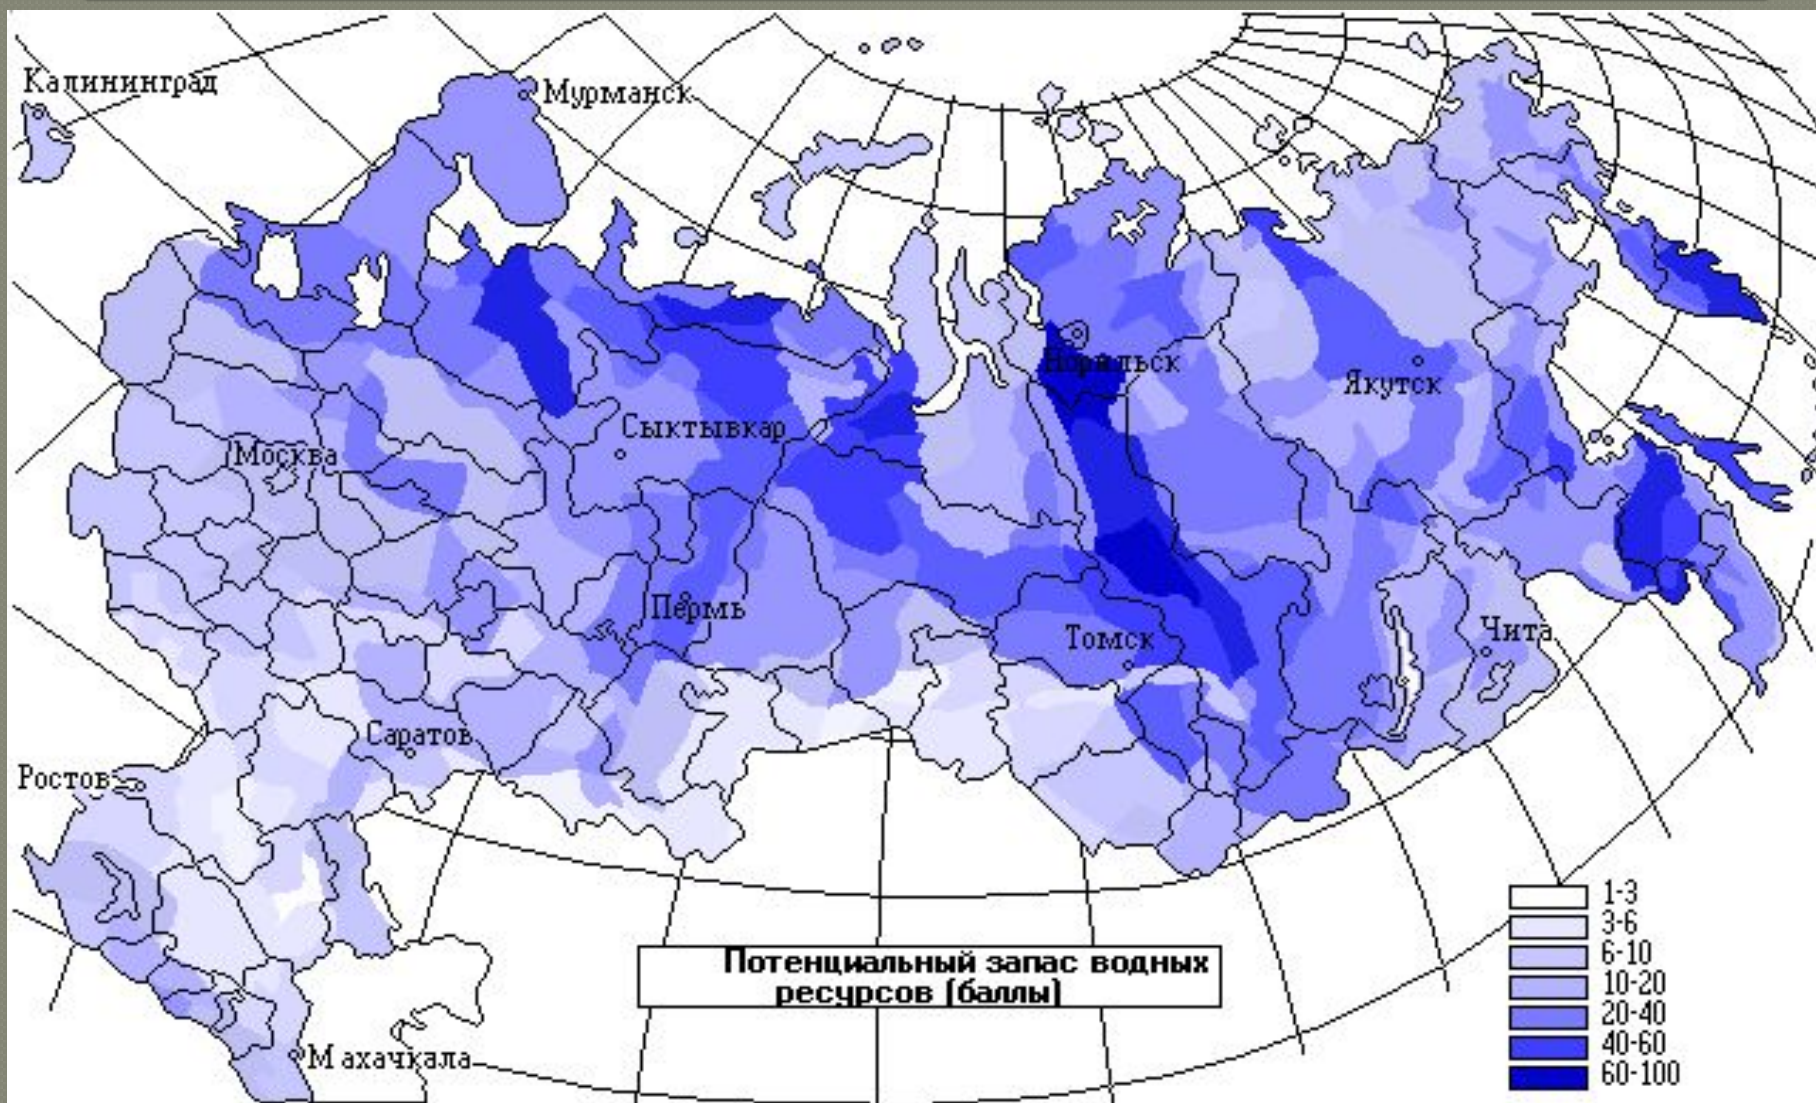 Калининград
Мурманск
Норильск
Якутск
Сыктывкар
Москва
Пермь
Томск
Чита
Саратов
Ростов
Махачкала
Потенциальный запас водных
ресурсов (баллы)
1-3
3-6
6-10
10-20
20-40
40-60
60-100